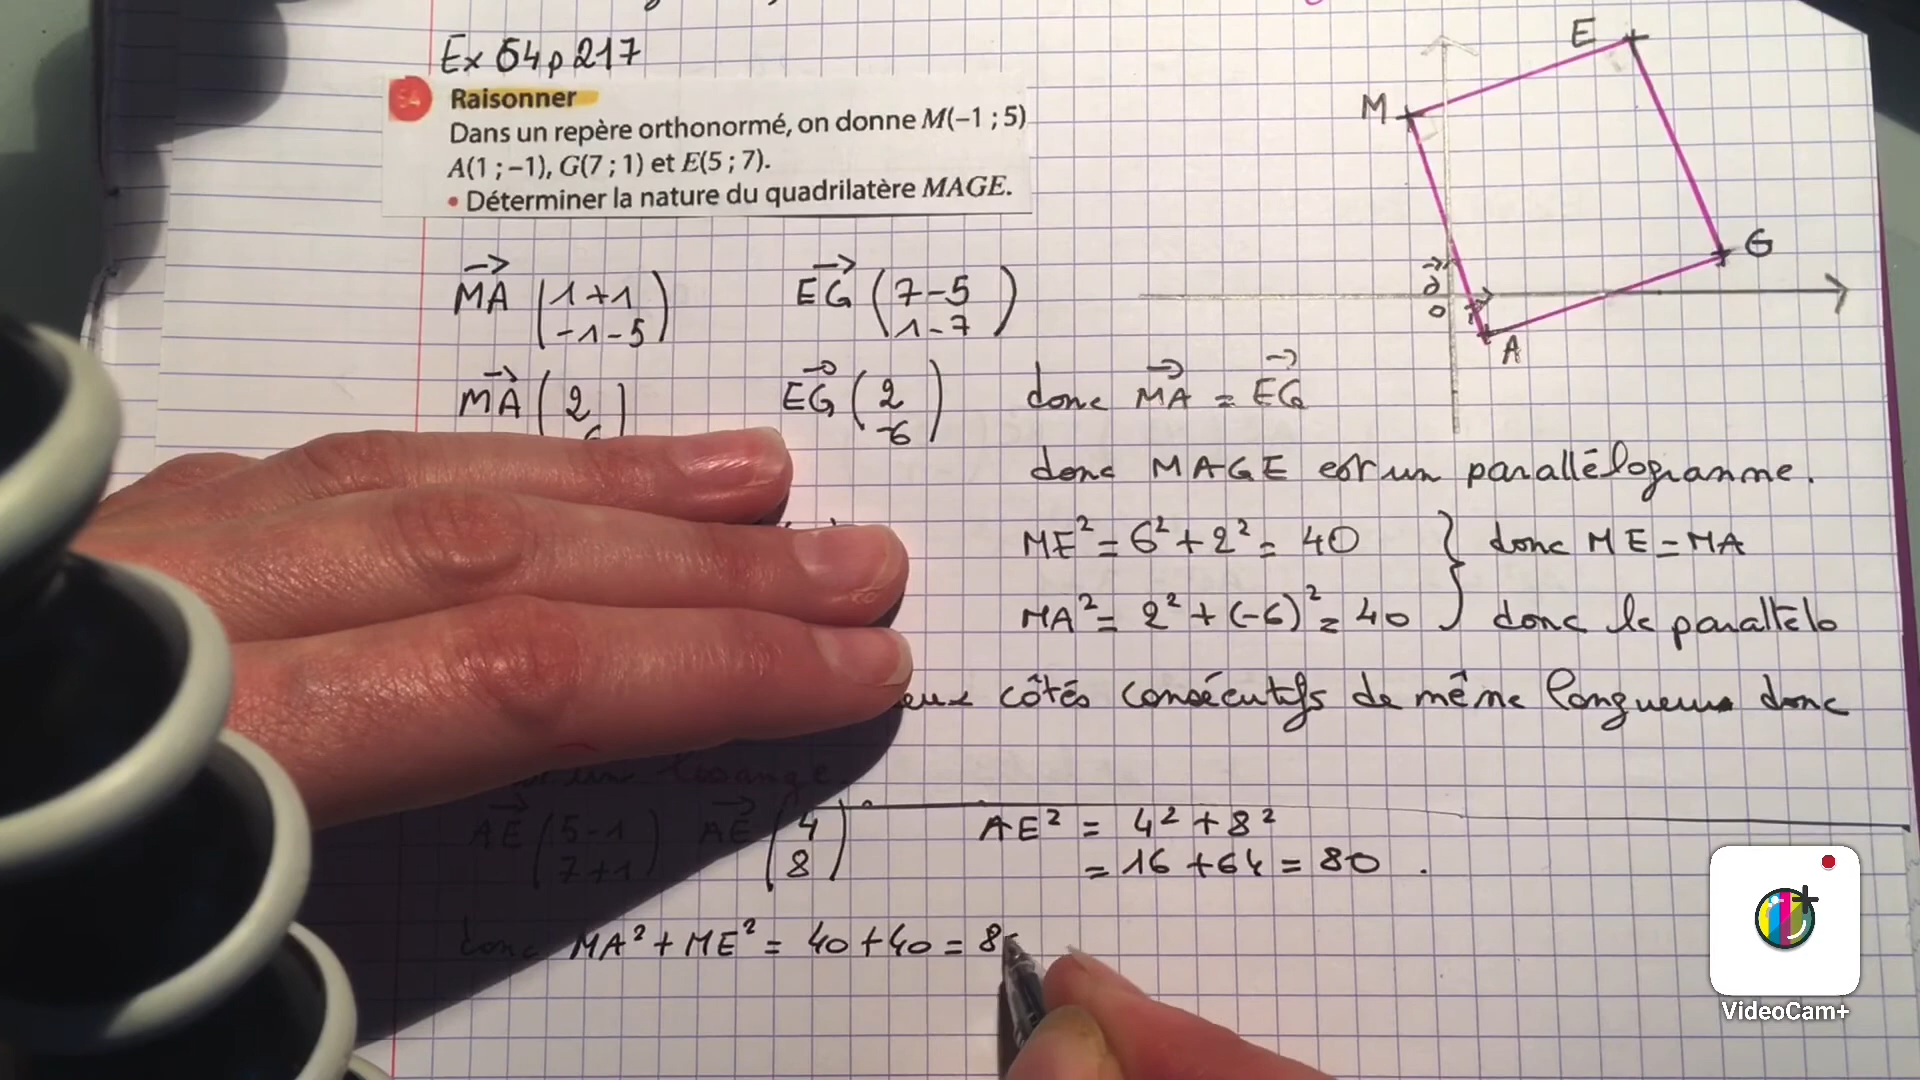 Ex 54 p 217
54 Raisonner
Dans un repère orthonormé, on donne M(–1 ; 5)
A(1 ; –1), G(7 ; 1) et E(5 ; 7).
• Déterminer la nature du quadrilatère MAGE.
E
M
G
A
O
MA (1+1 -1-5) EG (7-5 1-7)
MA (2 EG (2 -6) donc MA = EG
donc MAGE est un parallélogramme.
ME² = 6² + 2² = 40 } donc ME = MA
MA² = 2² + (-6)² = 40 } donc le parallélo
côtés consécutifs de même longueur donc
un losange
AE (5-1 7+1) AE (4 8) AE² = 4² + 8²
= 16 + 64 = 80 .
donc MA² + ME² = 40 + 40 = 8
VideoCam+